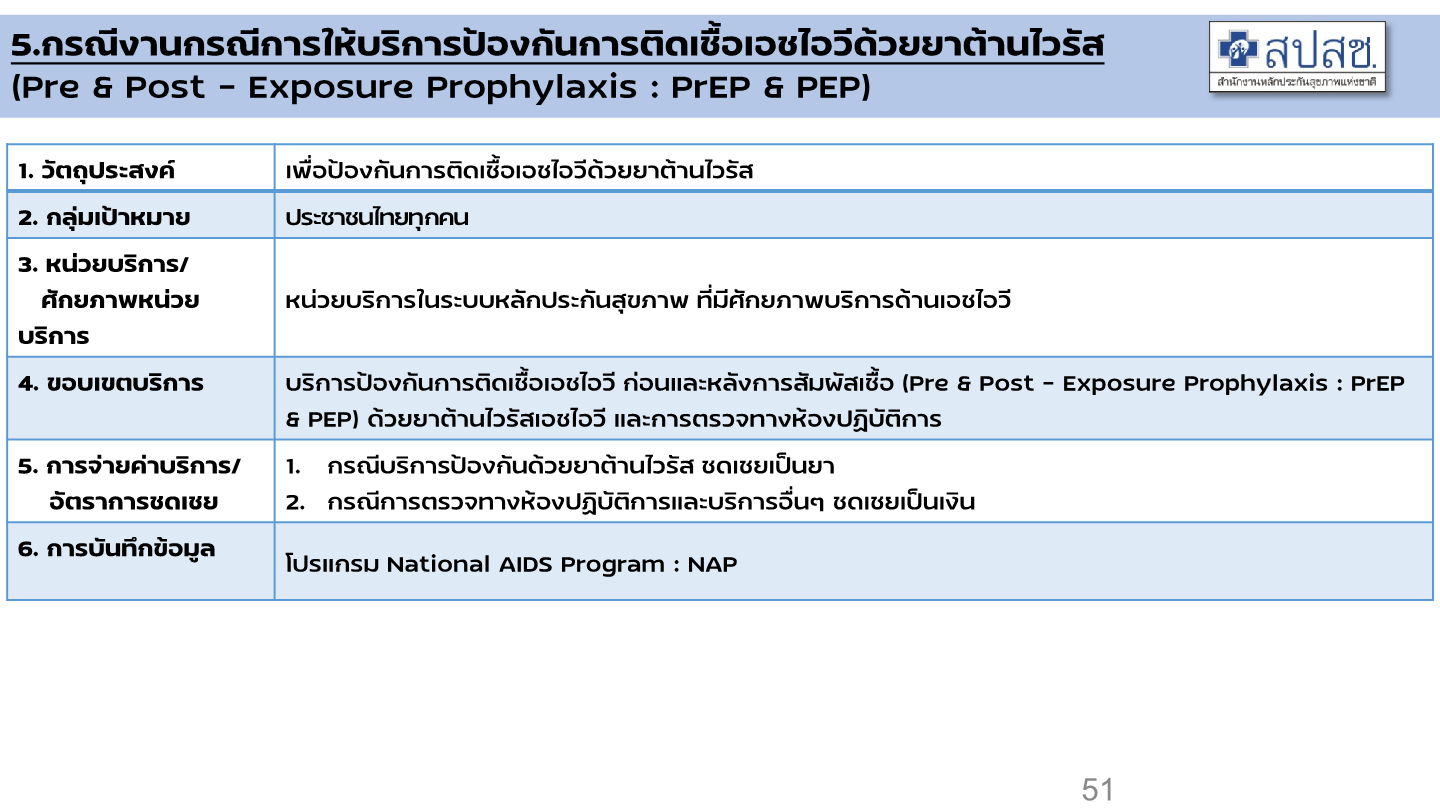 5.กรณีงานกรณีการให้บริการป้องกันการติดเชื้อเอชไอวีด้วยยาต้านไวรัส
(Pre & Post - Exposure Prophylaxis : PrEP & PEP)
สปสช.
สำนักงานหลักประกันสุขภาพแห่งชาติ
1. วัตถุประสงค์
เพื่อป้องกันการติดเชื้อเอชไอวีด้วยยาต้านไวรัส
2. กลุ่มเป้าหมาย
ประชาชนไทยทุกคน
3. หน่วยบริการ/
ศักยภาพหน่วย
บริการ
หน่วยบริการในระบบหลักประกันสุขภาพ ที่มีศักยภาพบริการด้านเอชไอวี
4. ขอบเขตบริการ
บริการป้องกันการติดเชื้อเอชไอวี ก่อนและหลังการสัมผัสเชื้อ (Pre & Post - Exposure Prophylaxis : PrEP
& PEP) ด้วยยาต้านไวรัสเอชไอวี และการตรวจทางห้องปฏิบัติการ
5. การจ่ายค่าบริการ/
อัตราการชดเชย
1. กรณีบริการป้องกันด้วยยาต้านไวรัส ชดเชยเป็นยา
2. กรณีการตรวจทางห้องปฏิบัติการและบริการอื่นๆ ชดเชยเป็นเงิน
6. การบันทึกข้อมูล
โปรแกรม National AIDS Program : NAP
51